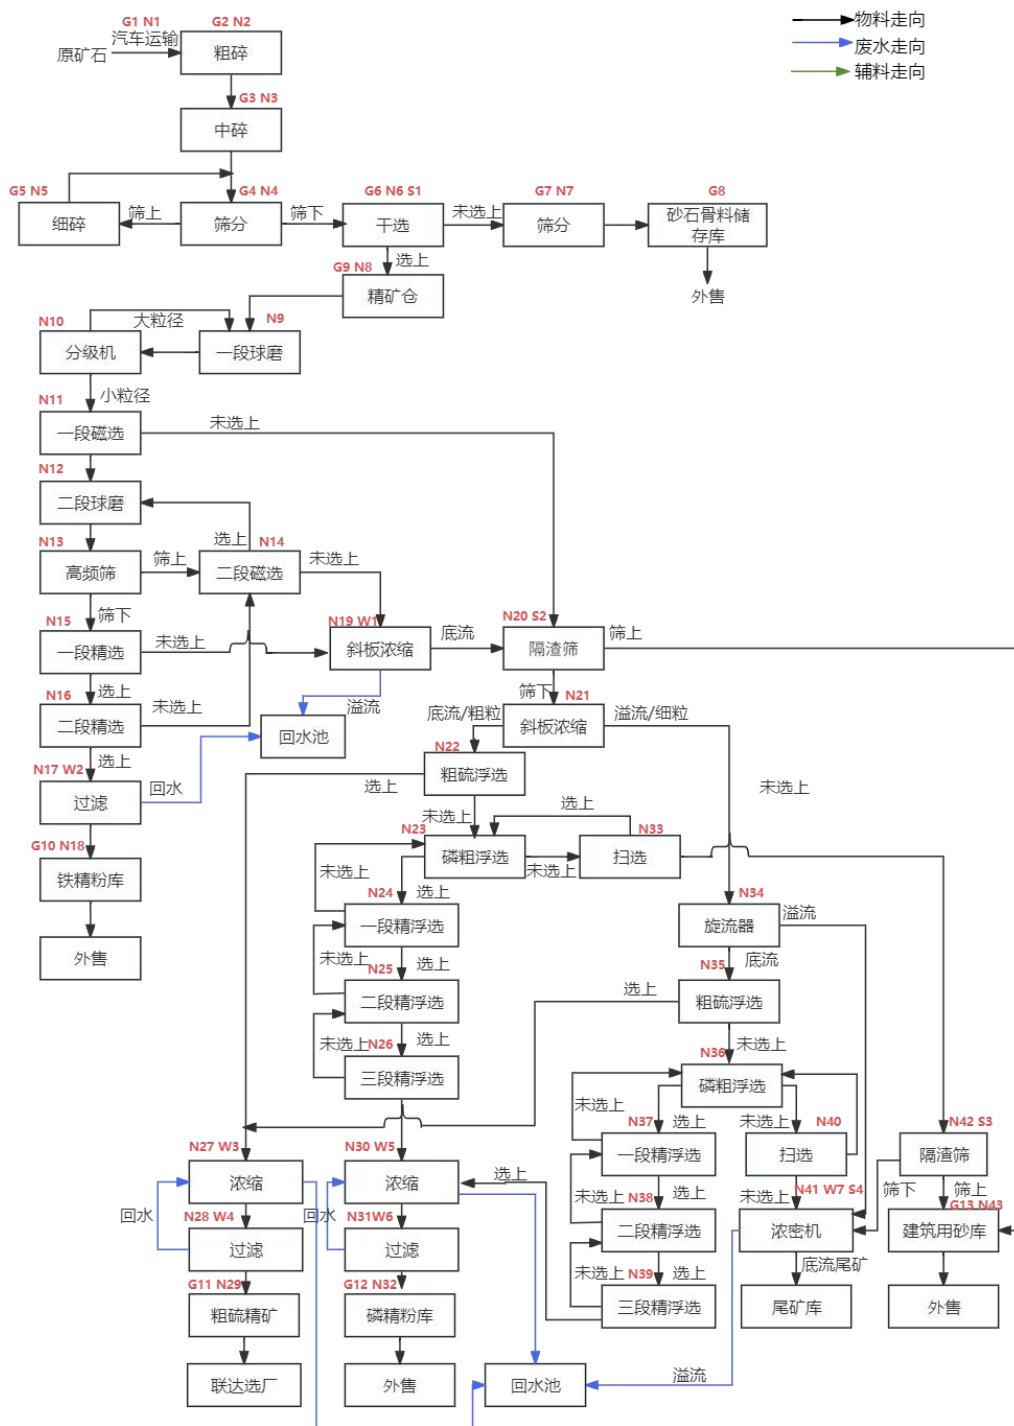 G1 N1
G2 N2
物料走向
原矿石
汽车运输
粗碎
废水走向
辅料走向
G3 N3
中碎
G5 N5
G4 N4
G6 N6 S1
G7 N7
G8
细碎
筛上
筛分
筛下
干选
未选上
筛分
砂石骨料储
存库
G9 N8
选上
精矿仓
外售
N10
大粒径
N9
分级机
一段球磨
N11
小粒径
一段磁选
未选上
N12
二段球磨
N13
选上
N14
高频筛
筛上
二段磁选
未选上
筛下
N15
N19 W1
N20 S2
一段精选
未选上
斜板浓缩
底流
隔渣筛
筛上
N16
选上
筛下
N21
二段精选
未选上
溢流
回水池
底流/粗粒
斜板浓缩
溢流/细粒
N17 W2
选上
N22
过滤
回水
粗硫浮选
选上
未选上
G10 N18
N23
未选上
选上
N33
铁精粉库
磷粗浮选
未选上
扫选
未选上
N24
选上
N34
外售
一段精浮选
旋流器
溢流
未选上
N25
选上
N35
底流
二段精浮选
选上
粗硫浮选
未选上
N26
选上
N36
未选上
三段精浮选
磷粗浮选
未选上
N37
选上
未选上
N40
N42 S3
N27 W3
N30 W5
一段精浮选
扫选
隔渣筛
浓缩
浓缩
选上
N41 W7 S4
筛下
筛上
回水
N28 W4
回水
N31W6
未选上
N38
选上
未选上
G13 N43
过滤
过滤
二段精浮选
浓密机
建筑用砂库
G11 N29
G12 N32
未选上
N39
选上
底流尾矿
粗硫精矿
磷精粉库
三段精浮选
尾矿库
外售
联达选厂
外售
回水池
溢流